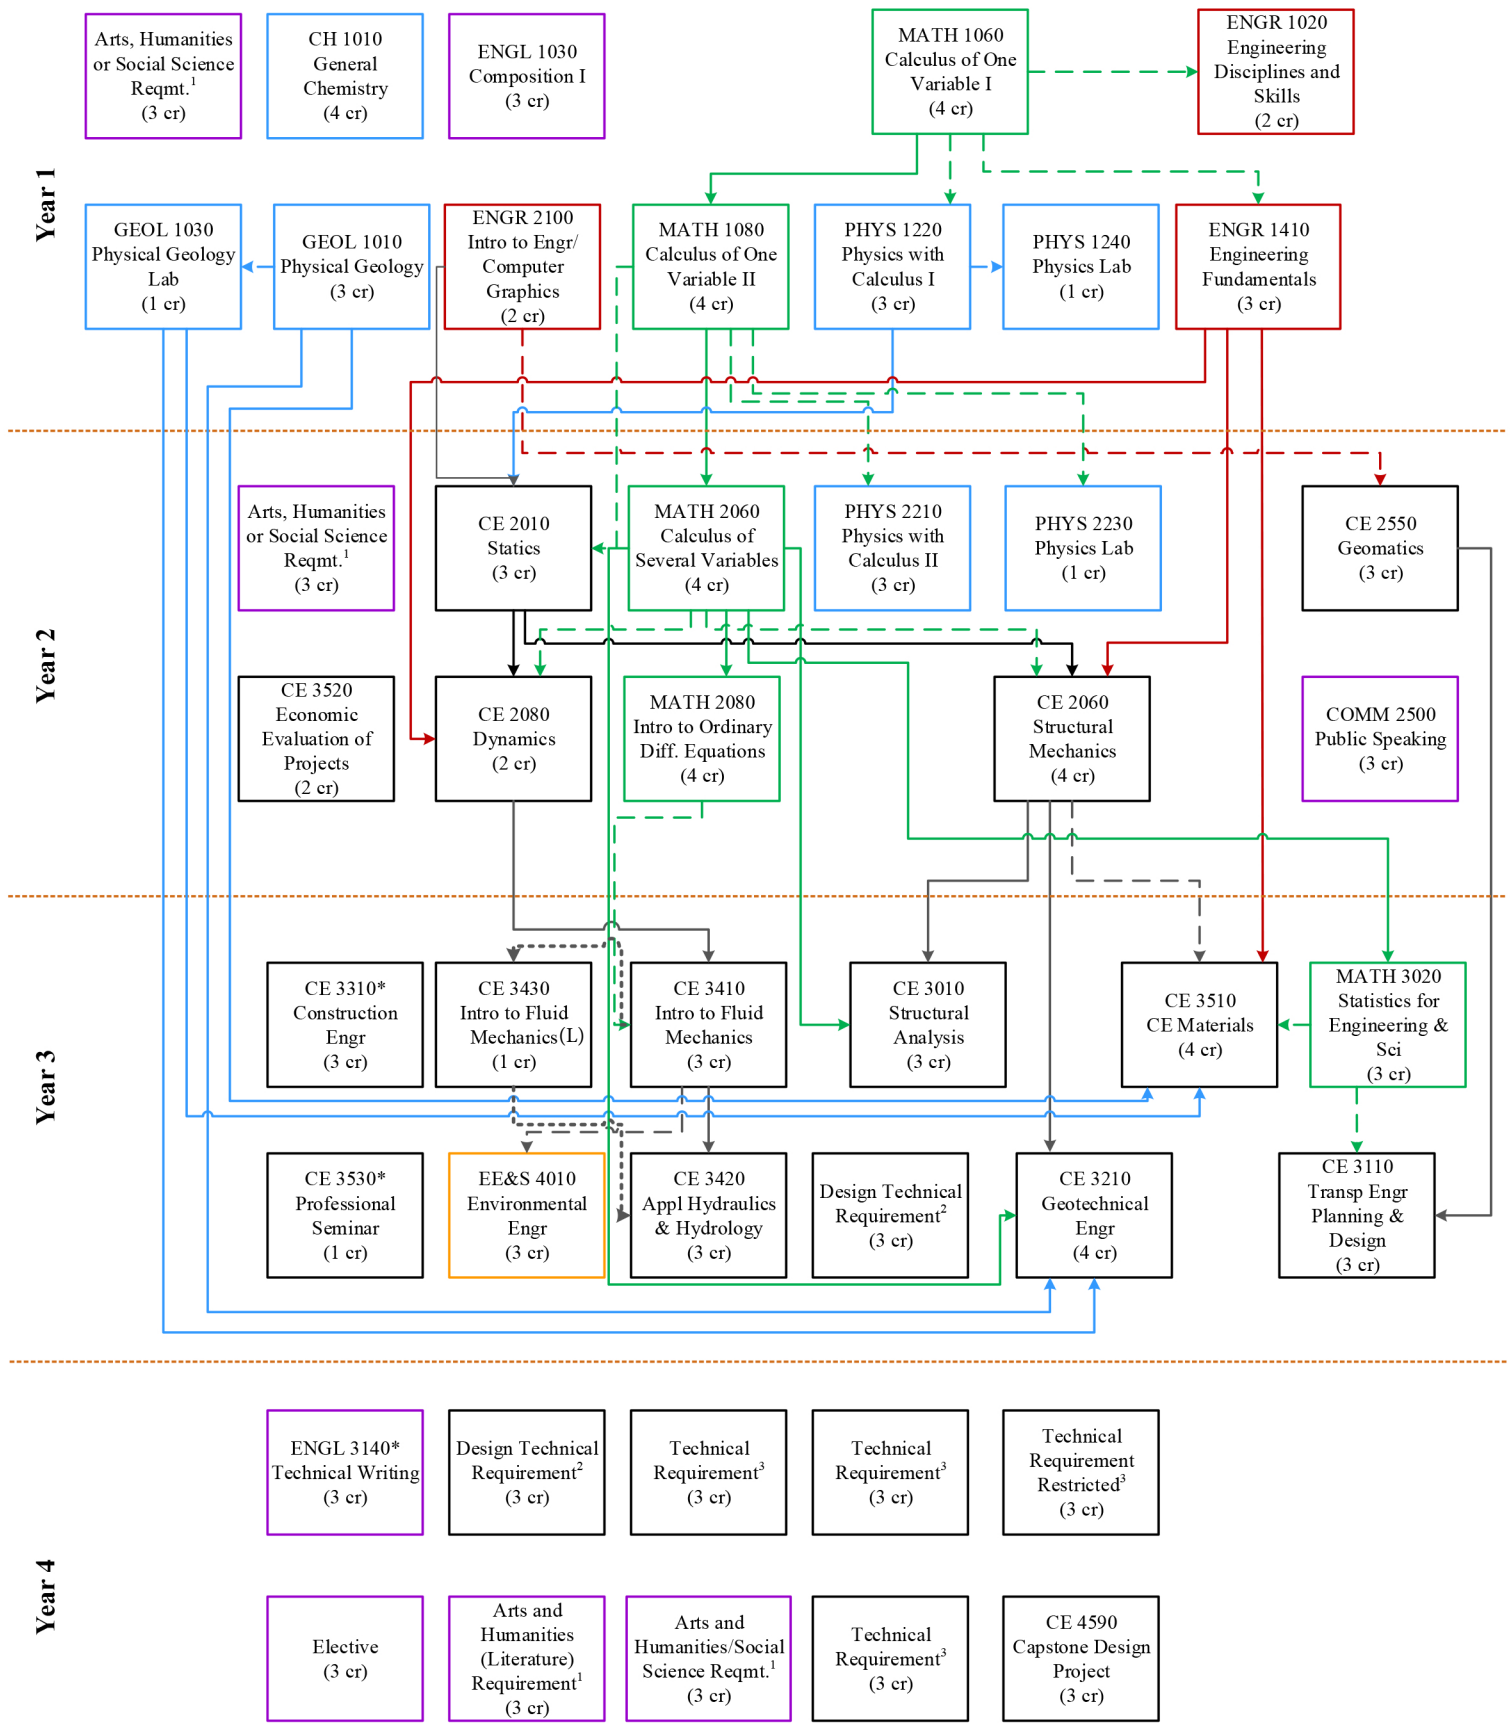 Arts, Humanities
or Social Science
Reqmt.1
(3 cr)
CH 1010
General
Chemistry
(4 cr)
ENGL 1030
Composition I
(3 cr)
MATH 1060
Calculus of One
Variable I
(4 cr)
ENGR 1020
Engineering
Disciplines and
Skills
(2 cr)
Year 1
GEOL 1030
Physical Geology
Lab
(1 cr)
GEOL 1010
Physical Geology
(3 cr)
ENGR 2100
Intro to Engr/
Computer
Graphics
(2 cr)
MATH 1080
Calculus of One
Variable II
(4 cr)
PHYS 1220
Physics with
Calculus I
(3 cr)
PHYS 1240
Physics Lab
(1 cr)
ENGR 1410
Engineering
Fundamentals
(3 cr)
Arts, Humanities
or Social Science
Reqmt.1
(3 cr)
CE 2010
Statics
(3 cr)
MATH 2060
Calculus of
Several Variables
(4 cr)
PHYS 2210
Physics with
Calculus II
(3 cr)
PHYS 2230
Physics Lab
(1 cr)
CE 2550
Geomatics
(3 cr)
Year 2
CE 3520
Economic
Evaluation of
Projects
(2 cr)
CE 2080
Dynamics
(2 cr)
MATH 2080
Intro to Ordinary
Diff. Equations
(4 cr)
CE 2060
Structural
Mechanics
(4 cr)
COMM 2500
Public Speaking
(3 cr)
CE 3310*
Construction
Engr
(3 cr)
CE 3430
Intro to Fluid
Mechanics(L)
(1 cr)
CE 3410
Intro to Fluid
Mechanics
(3 cr)
CE 3010
Structural
Analysis
(3 cr)
CE 3510
CE Materials
(4 cr)
MATH 3020
Statistics for
Engineering &
Sci
(3 cr)
Year 3
CE 3530*
Professional
Seminar
(1 cr)
EE&S 4010
Environmental
Engr
(3 cr)
CE 3420
Appl Hydraulics
& Hydrology
(3 cr)
Design Technical
Requirement2
(3 cr)
CE 3210
Geotechnical
Engr
(4 cr)
CE 3110
Transp Engr
Planning &
Design
(3 cr)
ENGL 3140*
Technical Writing
(3 cr)
Design Technical
Requirement2
(3 cr)
Technical
Requirement3
(3 cr)
Technical
Requirement3
(3 cr)
Technical
Requirement
Restricted3
(3 cr)
Year 4
Elective
(3 cr)
Arts and
Humanities
(Literature)
Requirement1
(3 cr)
Arts and
Humanities/Social
Science Reqmt.1
(3 cr)
Technical
Requirement3
(3 cr)
CE 4590
Capstone Design
Project
(3 cr)